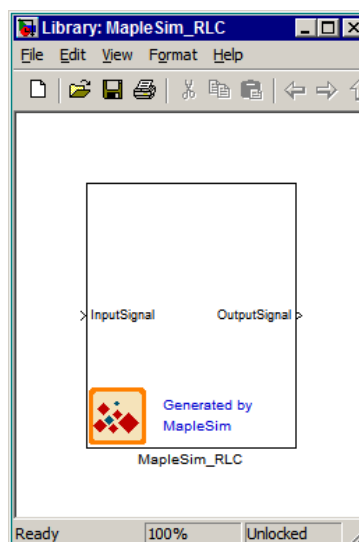 Library: MapleSim_RLC
File Edit View Format Help
InputSignal OutputSignal
Generated by
MapleSim
MapleSim_RLC
Ready 100% Unlocked